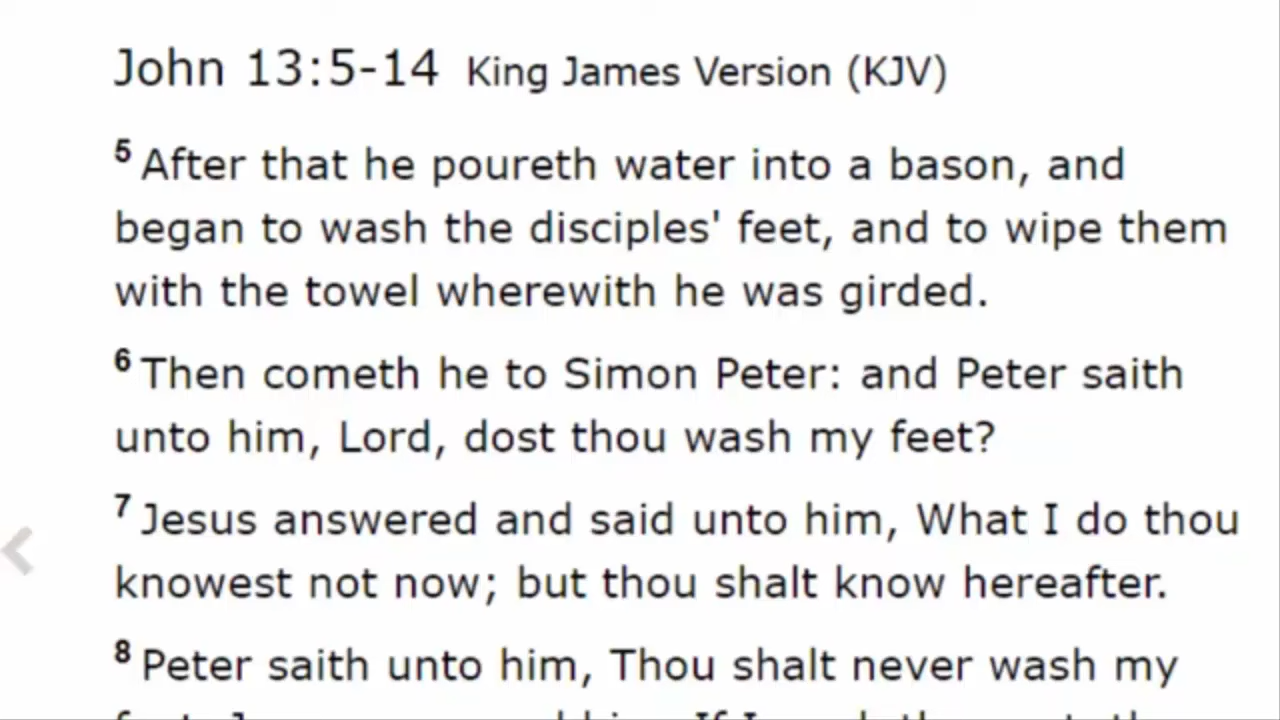 John 13:5-14 King James Version (KJV)
5 After that he poureth water into a bason, and
began to wash the disciples' feet, and to wipe them
with the towel wherewith he was girded.
6 Then cometh he to Simon Peter: and Peter saith
unto him, Lord, dost thou wash my feet?
7 Jesus answered and said unto him, What I do thou
knowest not now; but thou shalt know hereafter.
8 Peter saith unto him, Thou shalt never wash my